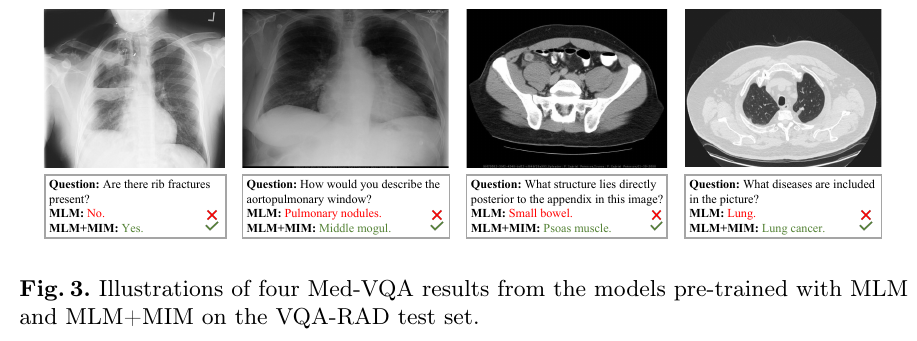 Question: Are there rib fractures
present?
MLM: No.
MLM+MIM: Yes.
Question: How would you describe the
aortopulmonary window?
MLM: Pulmonary nodules.
MLM+MIM: Middle mogul.
Question: What structure lies directly
posterior to the appendix in this image?
MLM: Small bowel.
MLM+MIM: Psoas muscle.
Question: What diseases are included
in the picture?
MLM: Lung.
MLM+MIM: Lung cancer.
Fig. 3. Illustrations of four Med-VQA results from the models pre-trained with MLM
and MLM+MIM on the VQA-RAD test set.